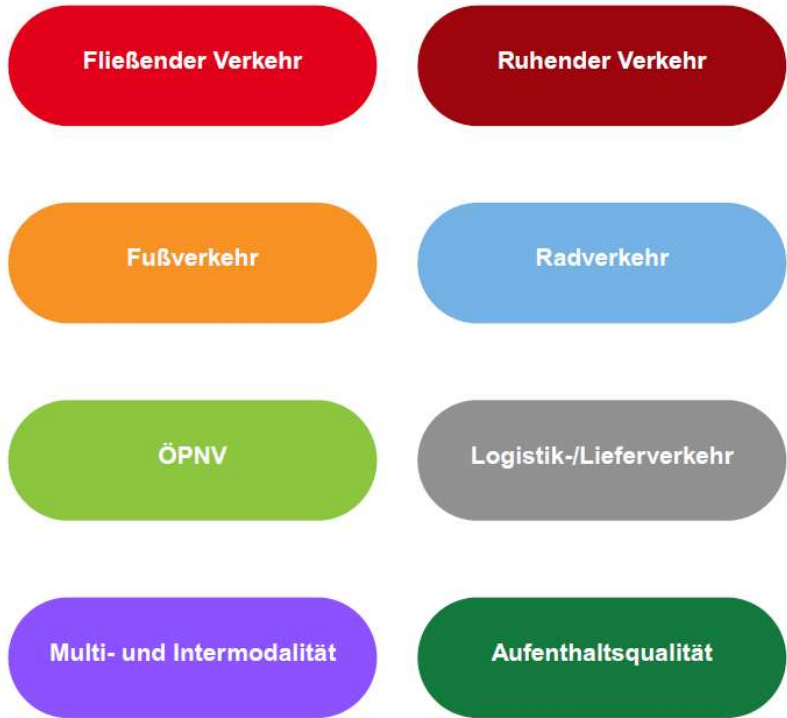 Fließender Verkehr
Ruhender Verkehr
Fußverkehr
Radverkehr
ÖPNV
Logistik-/Lieferverkehr
Multi- und Intermodalität
Aufenthaltsqualität